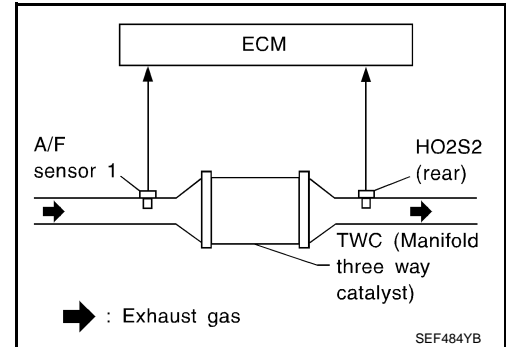 ECM
A/F
sensor 1
HO2S2
(rear)
TWC (Manifold
three way
catalyst)
: Exhaust gas
SEF484YB